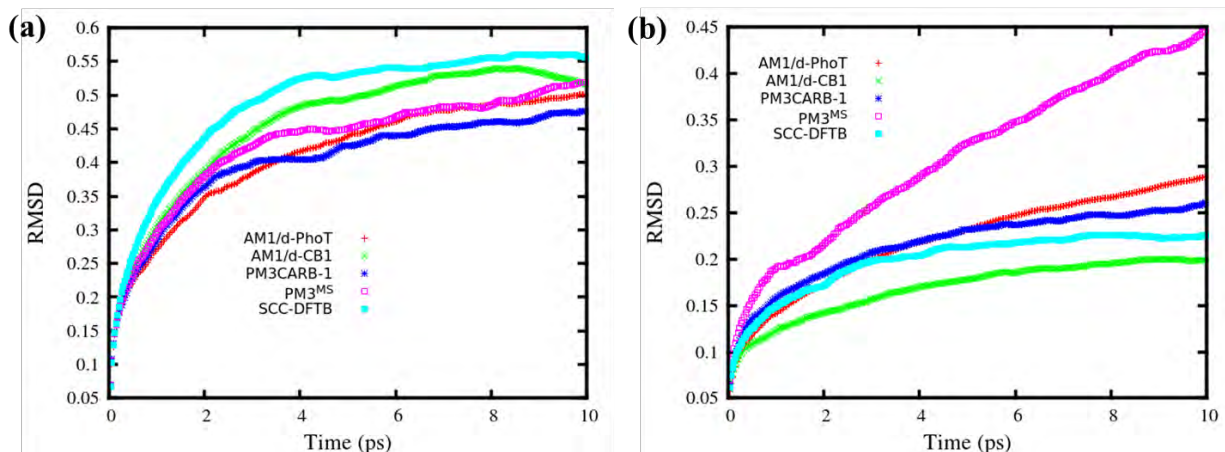 (a)
0.6
0.55
0.5
0.45
0.4
0.35
0.3
0.25
0.2
0.15
0.1
0.05
RMSD
AM1/d-PhoT
AM1/d-CB1
PM3CARB-1
PM3^MS
SCC-DFTB
0 2 4 6 8 10
Time (ps)
(b)
0.45
0.4
0.35
0.3
0.25
0.2
0.15
0.1
0.05
RMSD
AM1/d-PhoT
AM1/d-CB1
PM3CARB-1
PM3^MS
SCC-DFTB
0 2 4 6 8 10
Time (ps)